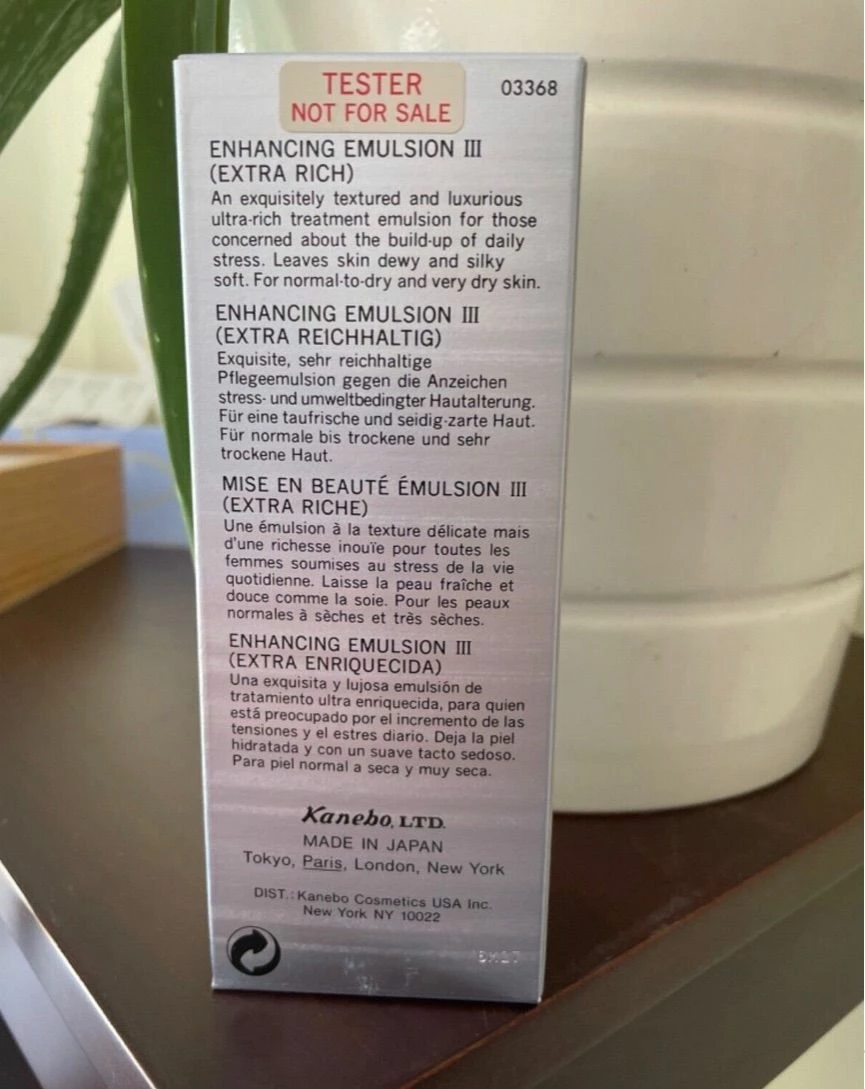 TESTER
NOT FOR SALE
03368
ENHANCING EMULSION III
(EXTRA RICH)
An exquisitely textured and luxurious
ultra-rich treatment emulsion for those
concerned about the build-up of daily
stress. Leaves skin dewy and silky
soft. For normal-to-dry and very dry skin.
ENHANCING EMULSION III
(EXTRA REICHHALTIG)
Exquisite, sehr reichhaltige
Pflegeemulsion gegen die Anzeichen
stress- und umweltbedingter Hautalterung.
Für eine taufrische und seidig-zarte Haut.
Für normale bis trockene und sehr
trockene Haut.
MISE EN BEAUTÉ ÉMULSION III
(EXTRA RICHE)
Une émulsion à la texture délicate mais
d'une richesse inouïe pour toutes les
femmes soumises au stress de la vie
quotidienne. Laisse la peau fraîche et
douce comme la soie. Pour les peaux
normales à sèches et très sèches.
ENHANCING EMULSION III
(EXTRA ENRIQUECIDA)
Una exquisita y lujosa emulsión de
tratamiento ultra enriquecida, para quien
está preocupado por el incremento de las
tensiones y el estres diario. Deja la piel
hidratada y con un suave tacto sedoso.
Para piel normal a seca y muy seca.
Kanebo, LTD.
MADE IN JAPAN
Tokyo, Paris, London, New York
DIST.: Kanebo Cosmetics USA Inc.
New York NY 10022